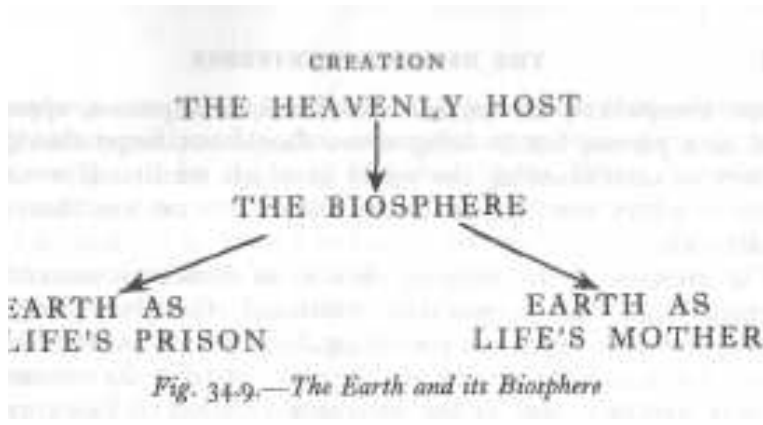 CREATION
THE HEAVENLY HOST
THE BIOSPHERE
EARTH AS
LIFE'S PRISON
EARTH AS
LIFE'S MOTHER
Fig. 34.9.—The Earth and its Biosphere